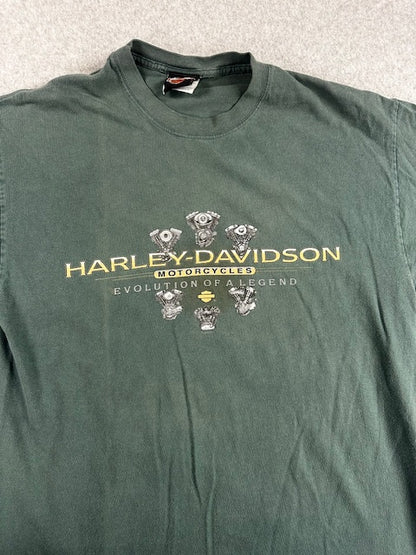 HARLEY-DAVIDSON
MOTORCYCLES
EVOLUTION OF A LEGEND